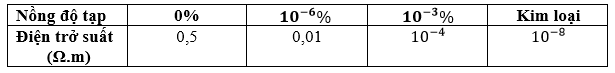 Nồng độ tạp 0% 10⁻⁶% 10⁻³% Kim loại
Điện trở suất 0,5 0,01 10⁻⁴ 10⁻⁸
(Ω.m)